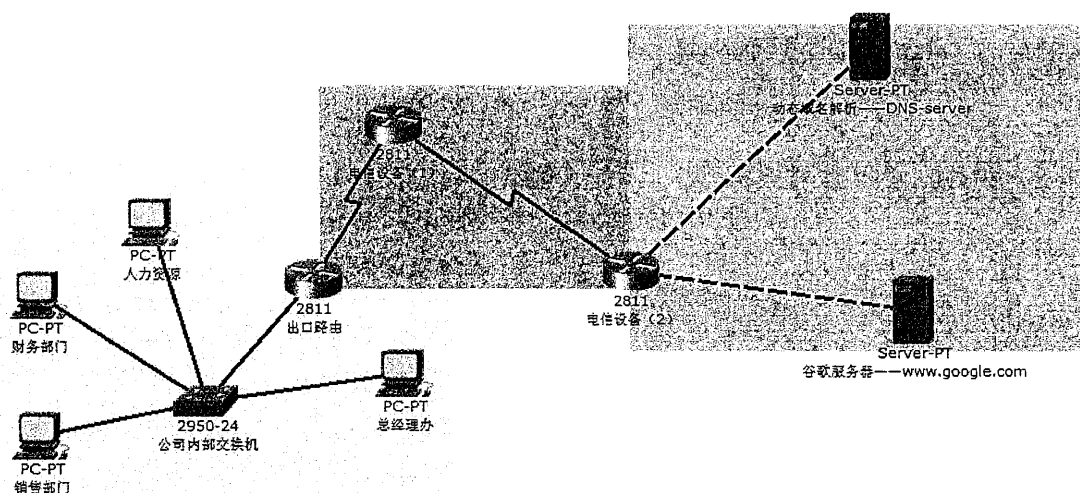 Server-PT
动态域名解析——DNS-server
2811
电信设备（1）
PC-PT
人力资源
2811
出口路由
2811
电信设备（2）
PC-PT
财务部门
Server-PT
谷歌服务器——www.google.com
PC-PT
总经理办
2950-24
公司内部交换机
PC-PT
销售部门